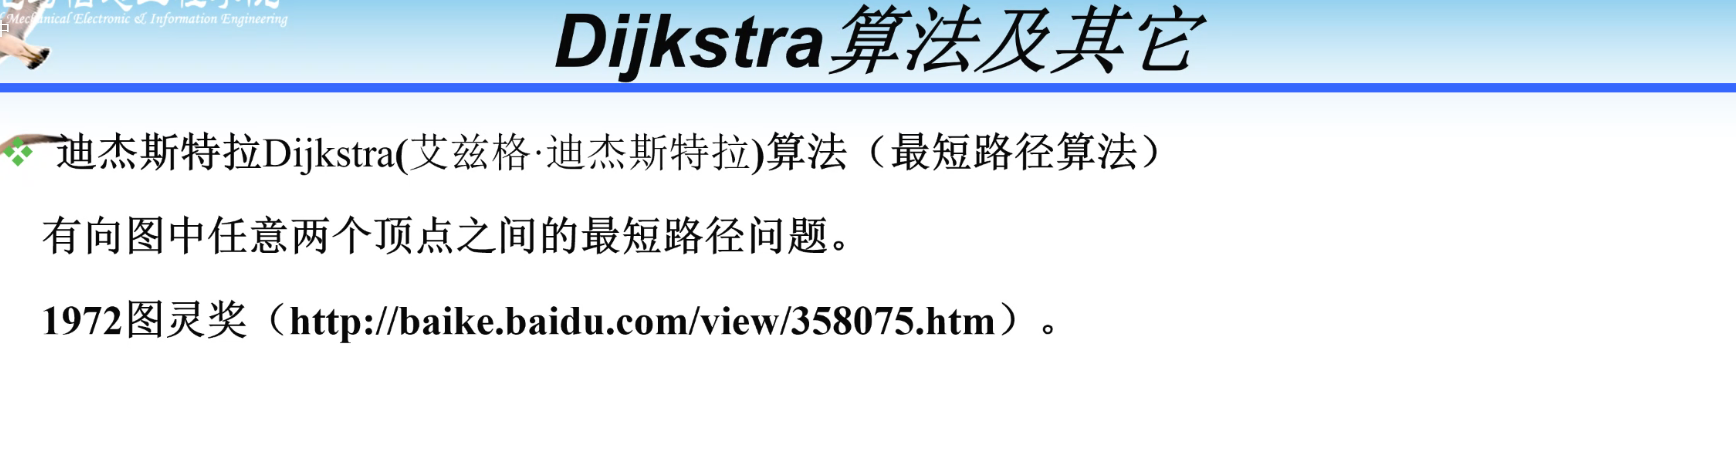 Mechanical Electronic & Information Engineering
Dijkstra算法及其它
迪杰斯特拉Dijkstra(艾兹格·迪杰斯特拉)算法（最短路径算法）
有向图中任意两个顶点之间的最短路径问题。
1972图灵奖（http://baike.baidu.com/view/358075.htm）。